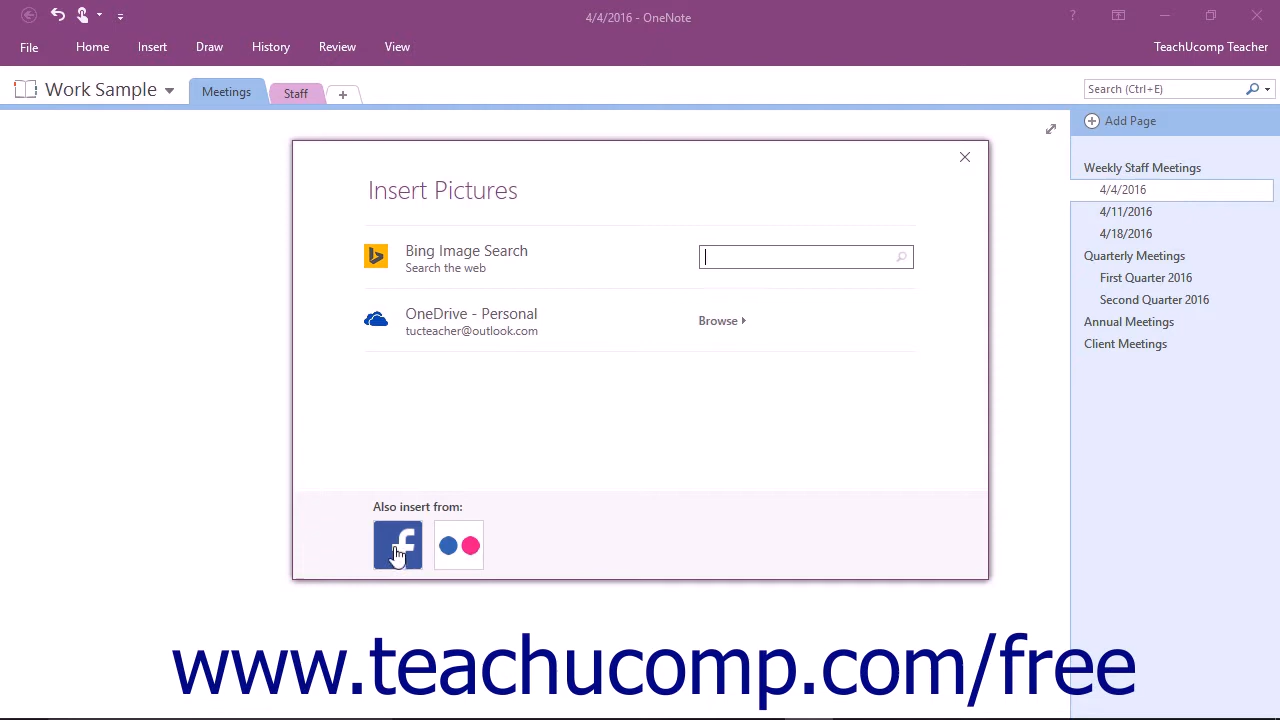 4/4/2016 - OneNote
?
File Home Insert Draw History Review View TeachUcomp Teacher
Work Sample Meetings Staff + Search (Ctrl+E)
Add Page
Weekly Staff Meetings
4/4/2016
4/11/2016
4/18/2016
Quarterly Meetings
First Quarter 2016
Second Quarter 2016
Annual Meetings
Client Meetings
Insert Pictures
Bing Image Search
Search the web
OneDrive - Personal
tucteacher@outlook.com
Browse
Also insert from:
f
www.teachucomp.com/free